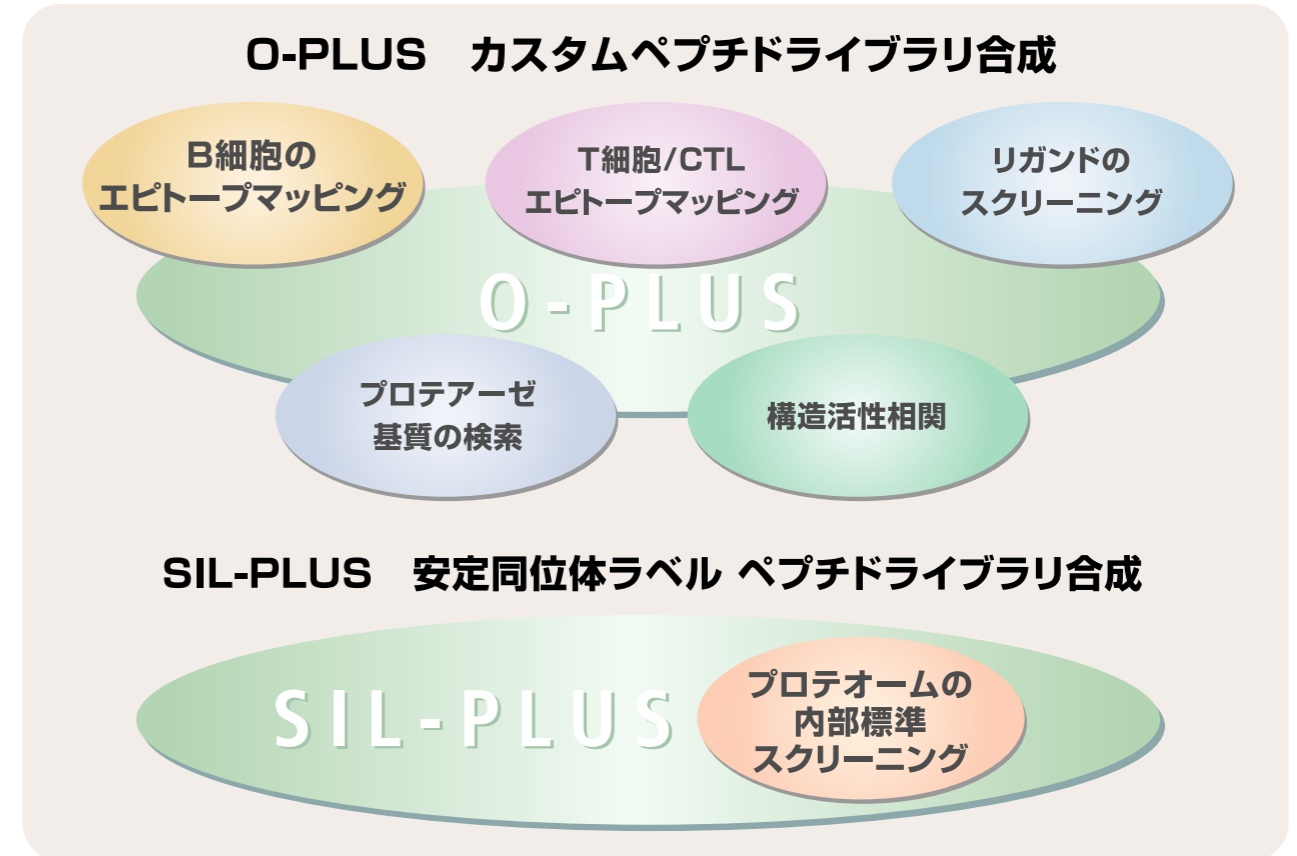 O-PLUS カスタムペプチドライブラリ合成
B細胞の
エピトープマッピング
T細胞/CTL
エピトープマッピング
リガンドの
スクリーニング
O-PLUS
プロテアーゼ
基質の検索
構造活性相関
SIL-PLUS 安定同位体ラベル ペプチドライブラリ合成
SIL-PLUS
プロテオームの
内部標準
スクリーニング